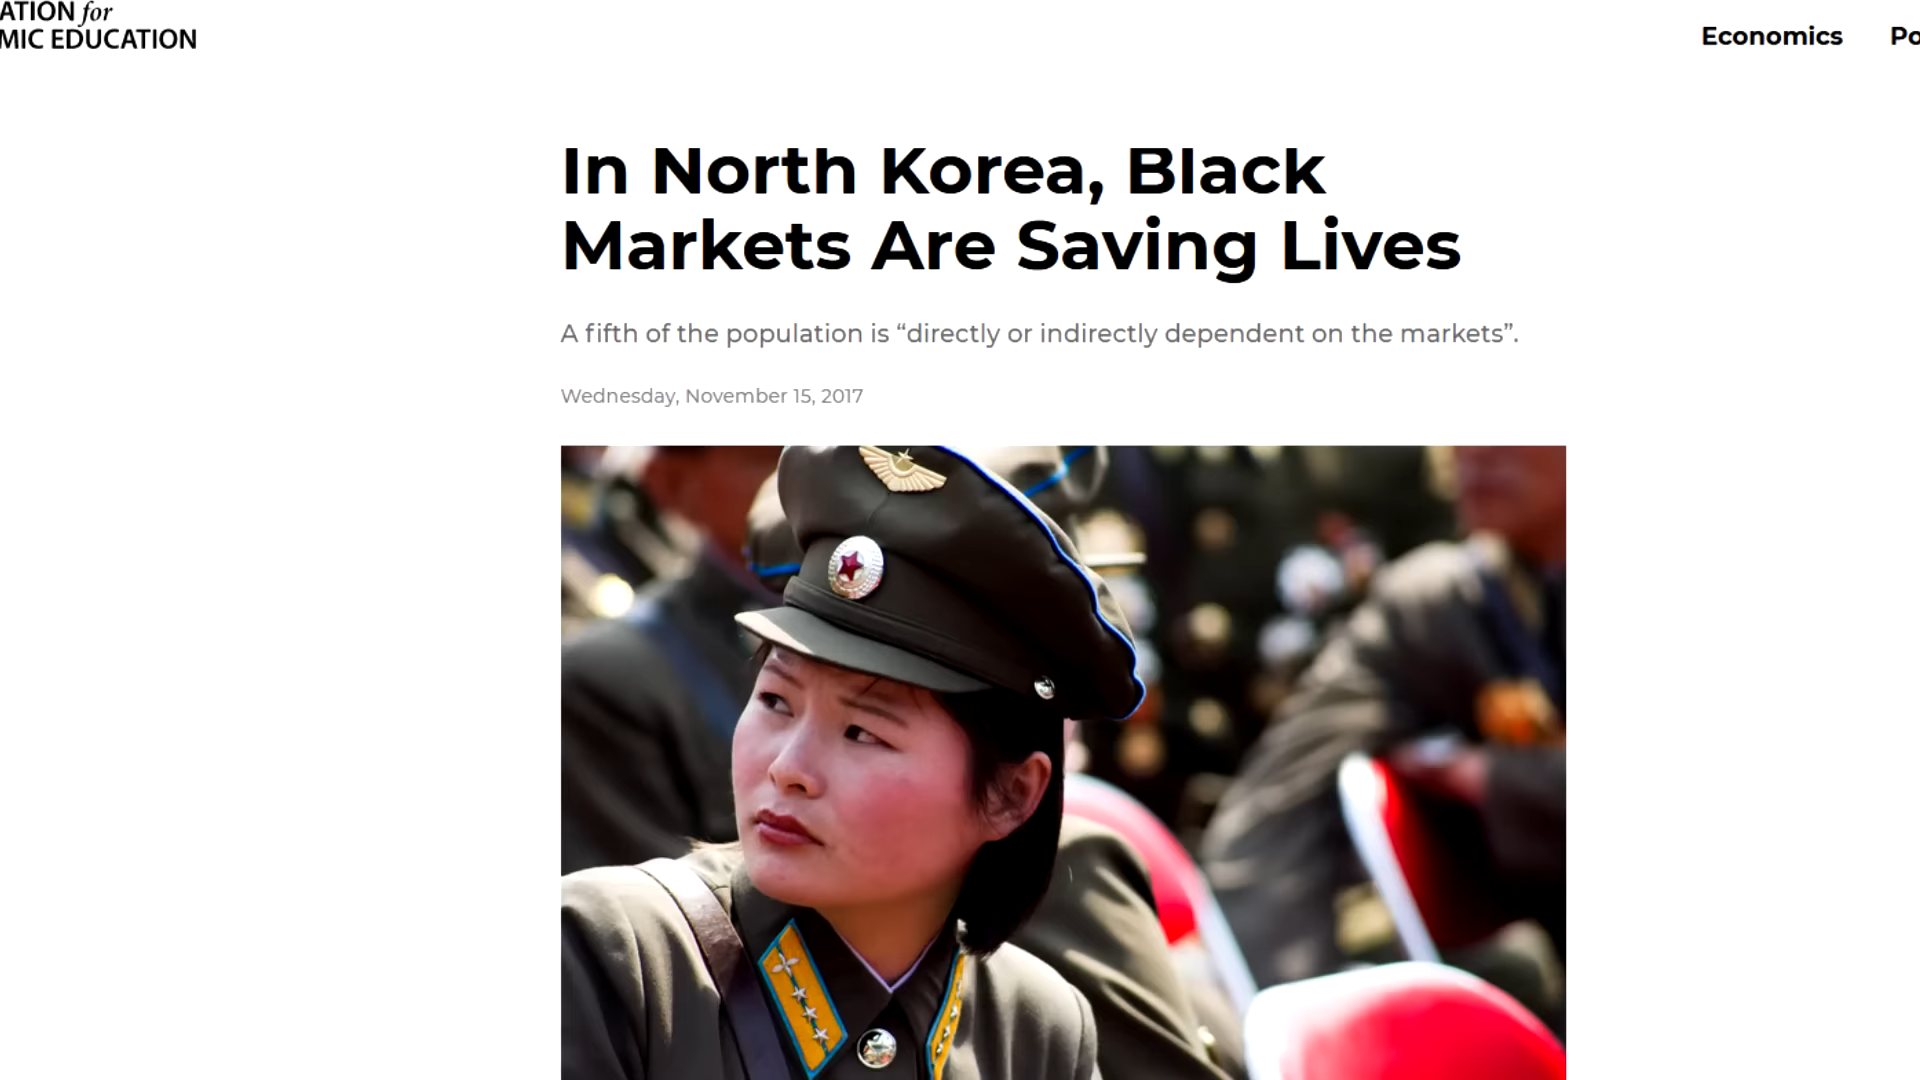 ATION for
MIC EDUCATION
Economics
Po
In North Korea, Black
Markets Are Saving Lives
A fifth of the population is “directly or indirectly dependent on the markets”.
Wednesday, November 15, 2017